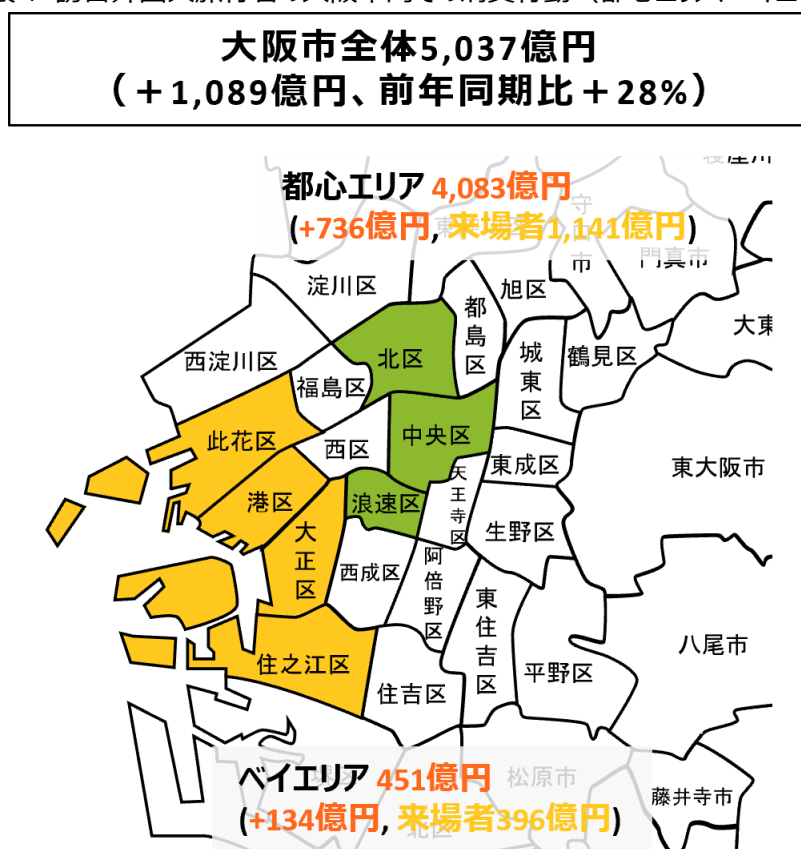 大阪市全体5,037億円
（＋1,089億円、前年同期比＋28%）
都心エリア 4,083億円
(+736億円, 来場者1,141億円)
守
市
門真市
淀川区
旭区
都島区
大東
西淀川区
北区
城東区
鶴見区
福島区
此花区
西区
中央区
東成区
東大阪市
港区
浪速区
天王寺区
生野区
大正区
西成区
阿倍野区
東住吉区
住之江区
平野区
八尾市
住吉区
ベイエリア 451億円
(+134億円, 来場者396億円)
堺区
松原市
藤井寺市
北区